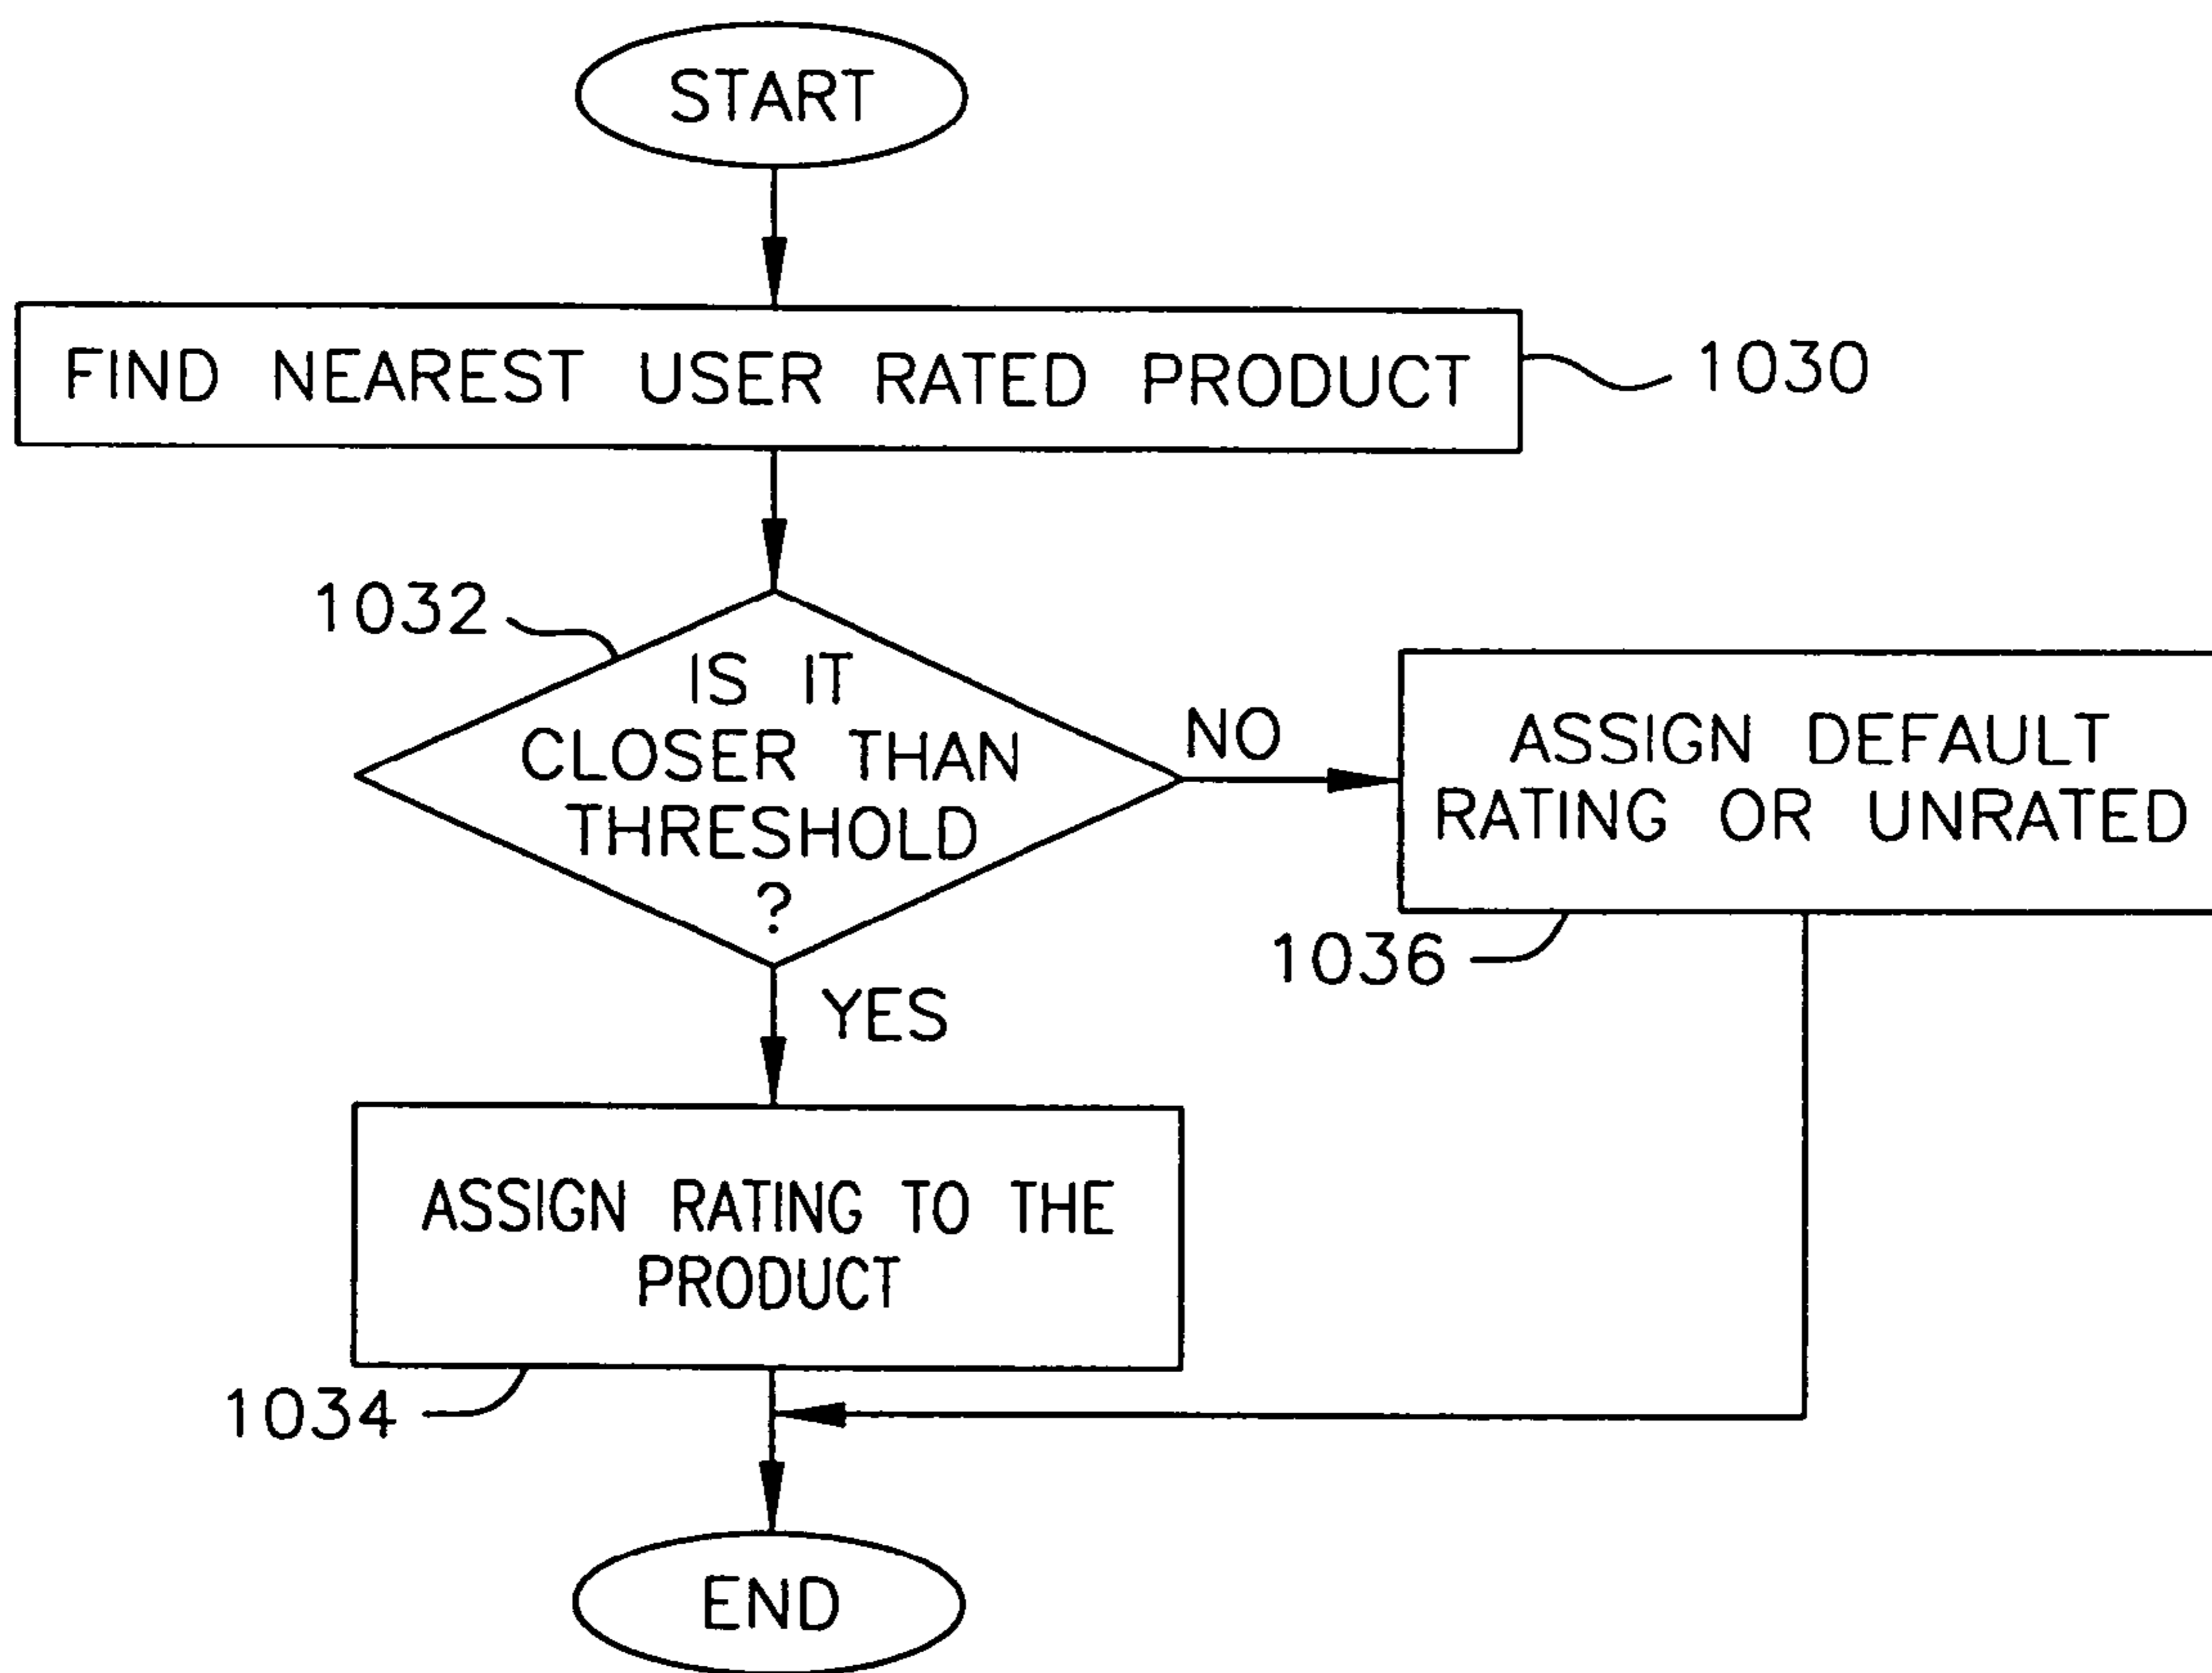 START
FIND NEAREST USER RATED PRODUCT
1030
1032
IS IT
CLOSER THAN
THRESHOLD
?
NO
ASSIGN DEFAULT
RATING OR UNRATED
1036
YES
ASSIGN RATING TO THE
PRODUCT
1034
END